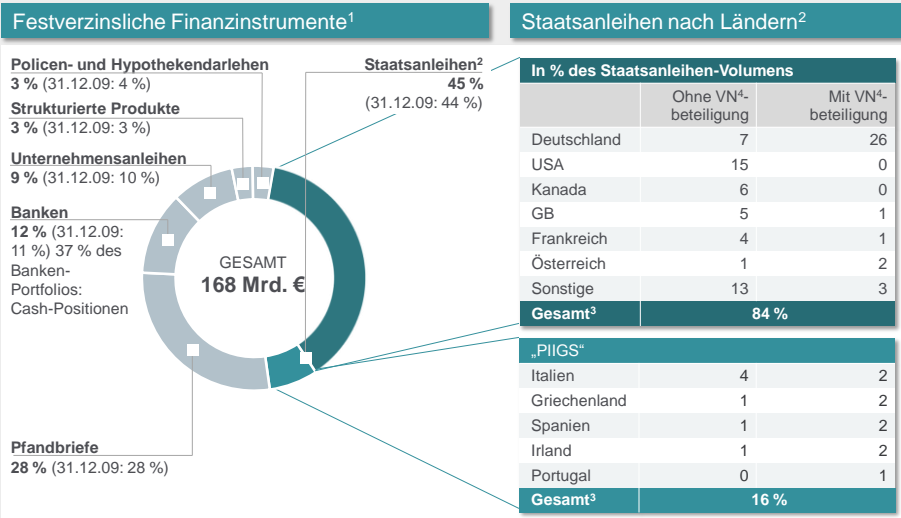 Festverzinsliche Finanzinstrumente¹
Staatsanleihen nach Ländern²
Policen- und Hypothekendarlehen
3 % (31.12.09: 4 %)
Strukturierte Produkte
3 % (31.12.09: 3 %)
Unternehmensanleihen
9 % (31.12.09: 10 %)
Banken
12 % (31.12.09:
11 %) 37 % des
Banken-
Portfolios:
Cash-Positionen
Pfandbriefe
28 % (31.12.09: 28 %)
Staatsanleihen²
45 %
(31.12.09: 44 %)
GESAMT
168 Mrd. €
In % des Staatsanleihen-Volumens
Ohne VN⁴-beteiligung Mit VN⁴-beteiligung
Deutschland 7 26
USA 15 0
Kanada 6 0
GB 5 1
Frankreich 4 1
Österreich 1 2
Sonstige 13 3
Gesamt³ 84 %
„PIIGS“
Italien 4 2
Griechenland 1 2
Spanien 1 2
Irland 1 2
Portugal 0 1
Gesamt³ 16 %